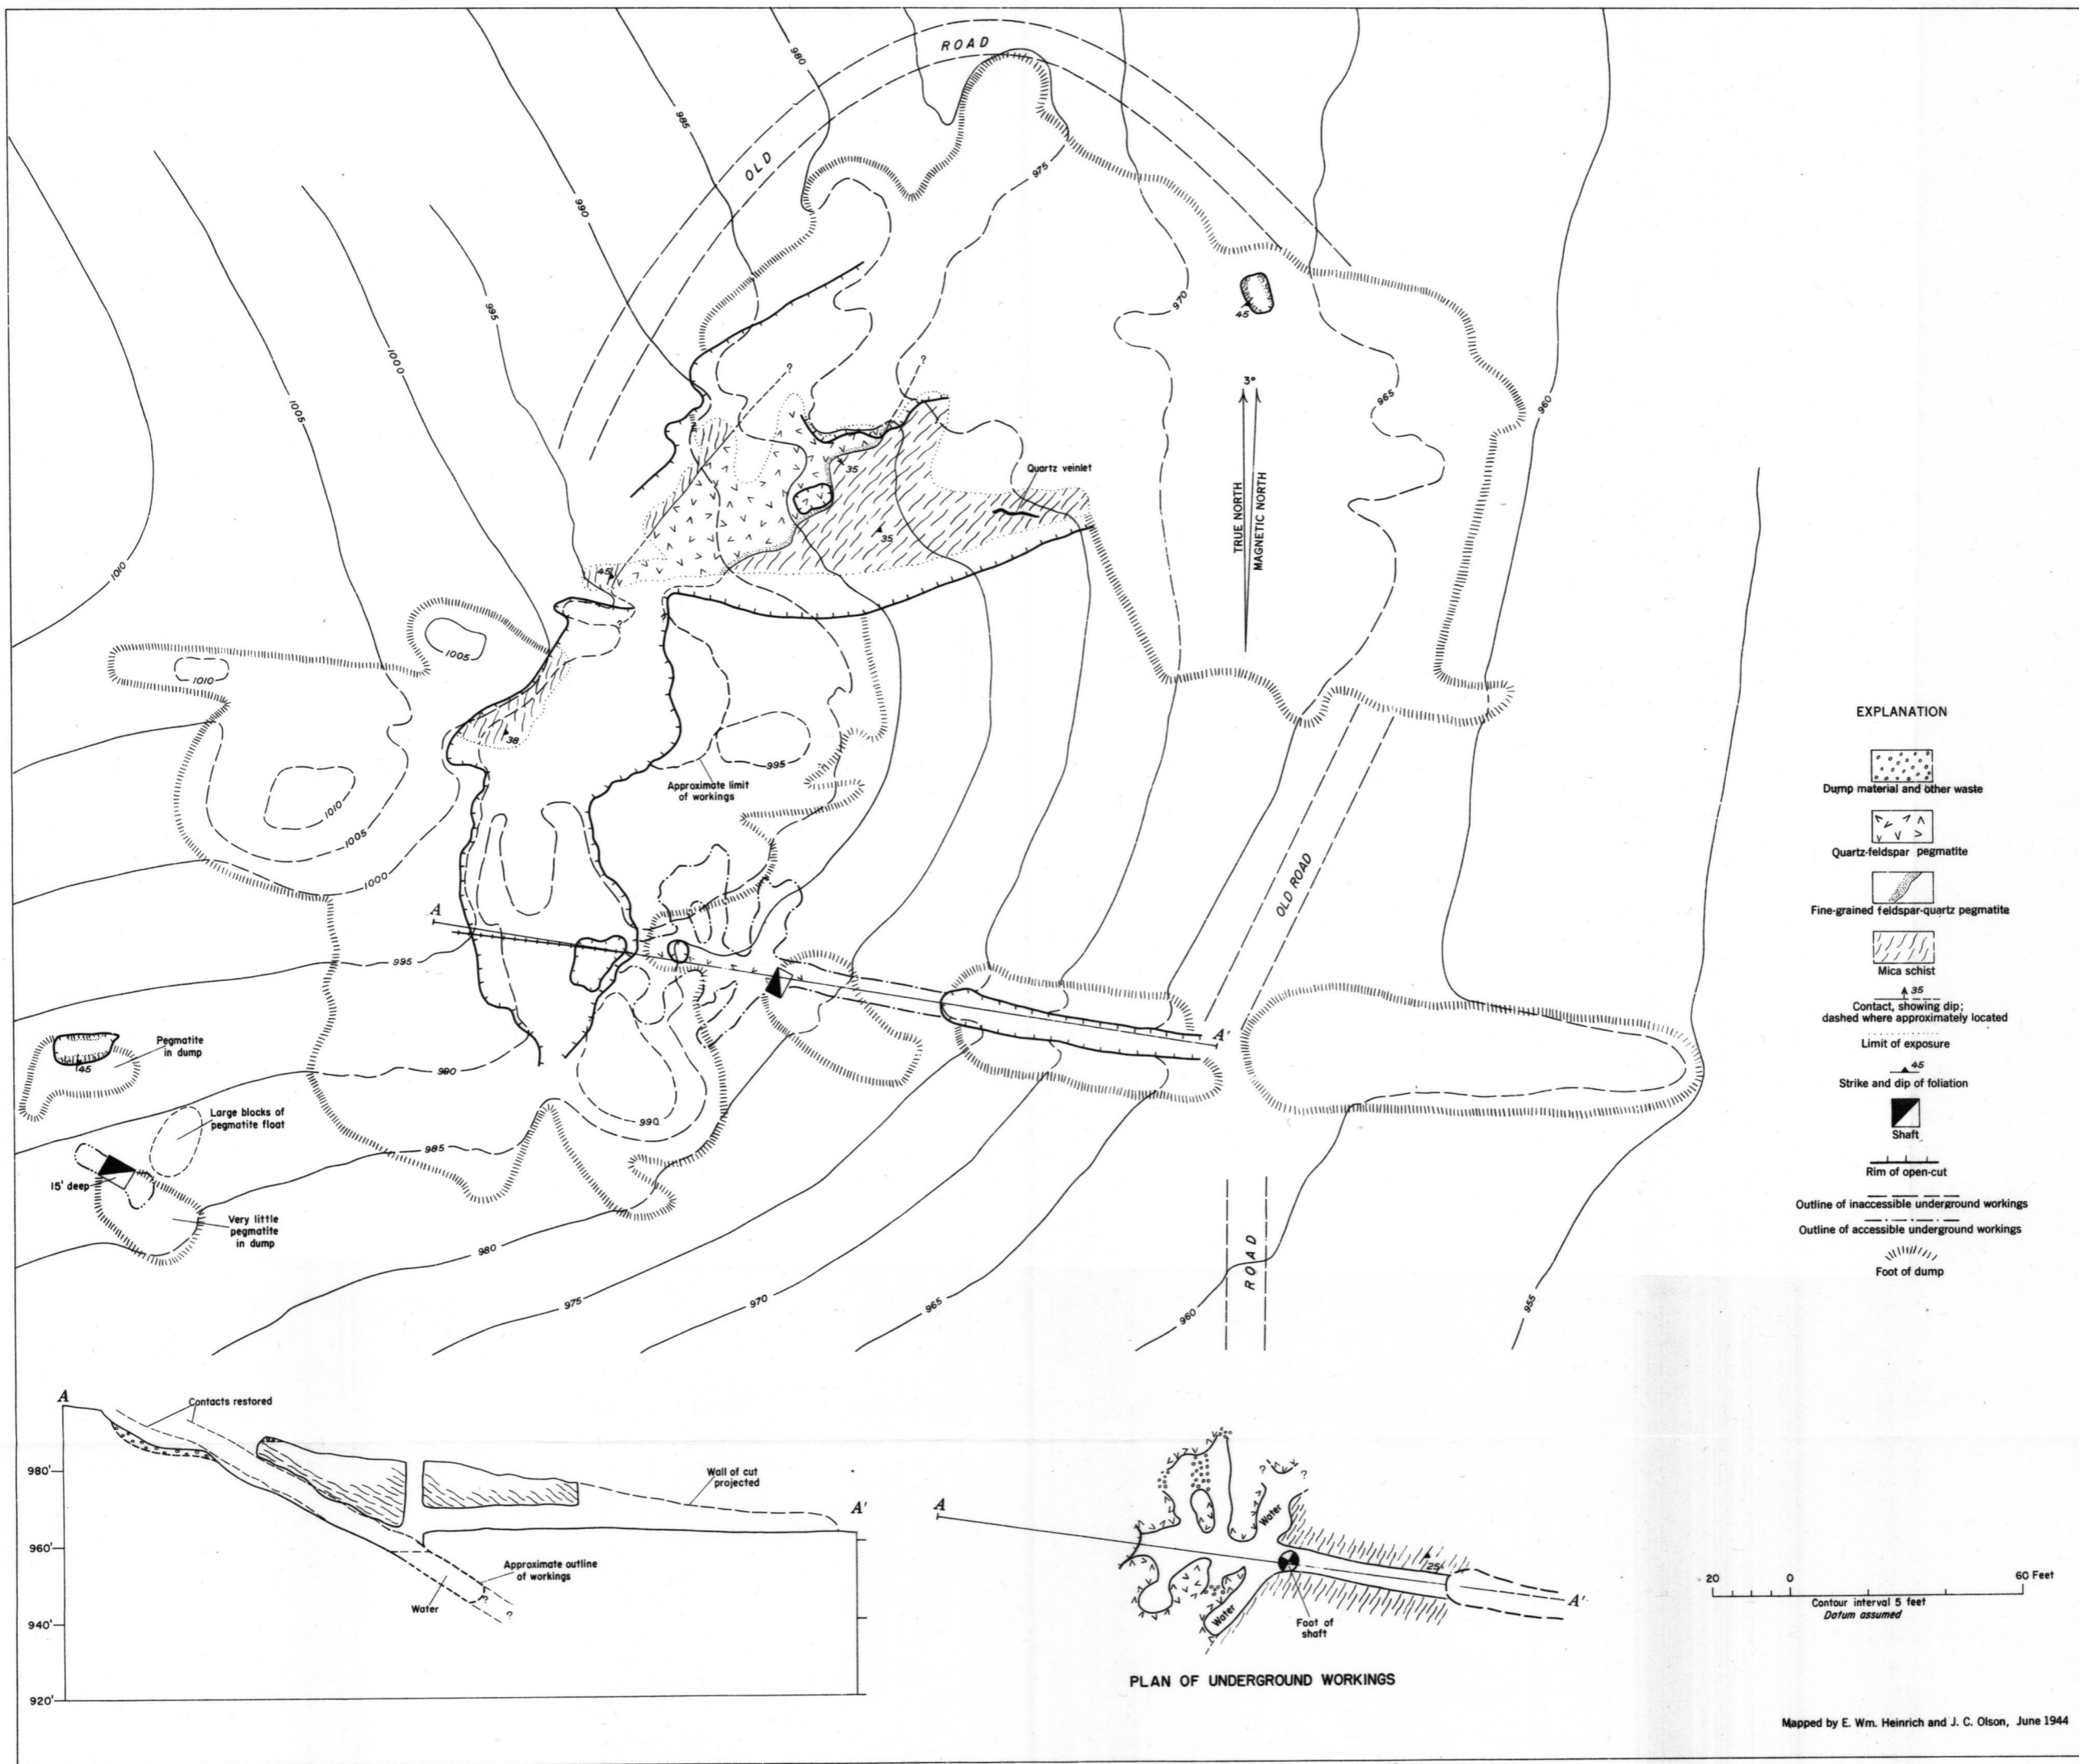 ROAD
OLD
980
985
990
975
995
1000
1005
970
45
3°
965
960
?
?
35
Quartz veinlet
TRUE NORTH
MAGNETIC NORTH
35
1010
45
?
1005
1010
38
995
Approximate limit
of workings
1010
1005
1000
OLD ROAD
A
995
A'
Pegmatite
in dump
45
990
Large blocks of
pegmatite float
990
985
15' deep
Very little
pegmatite
in dump
980
ROAD
975
970
965
960
955
EXPLANATION
Dump material and other waste
Quartz-feldspar pegmatite
Fine-grained feldspar-quartz pegmatite
Mica schist
35
Contact, showing dip;
dashed where approximately located
Limit of exposure
45
Strike and dip of foliation
Shaft
Rim of open-cut
Outline of inaccessible underground workings
Outline of accessible underground workings
Foot of dump
A
Contacts restored
980'
Wall of cut
projected
A'
960'
Approximate outline
of workings
Water
?
?
940'
920'
A
?
?
Water
25
Water
A'
Foot of
shaft
PLAN OF UNDERGROUND WORKINGS
20
0
60 Feet
Contour interval 5 feet
Datum assumed
Mapped by E. Wm. Heinrich and J. C. Olson, June 1944